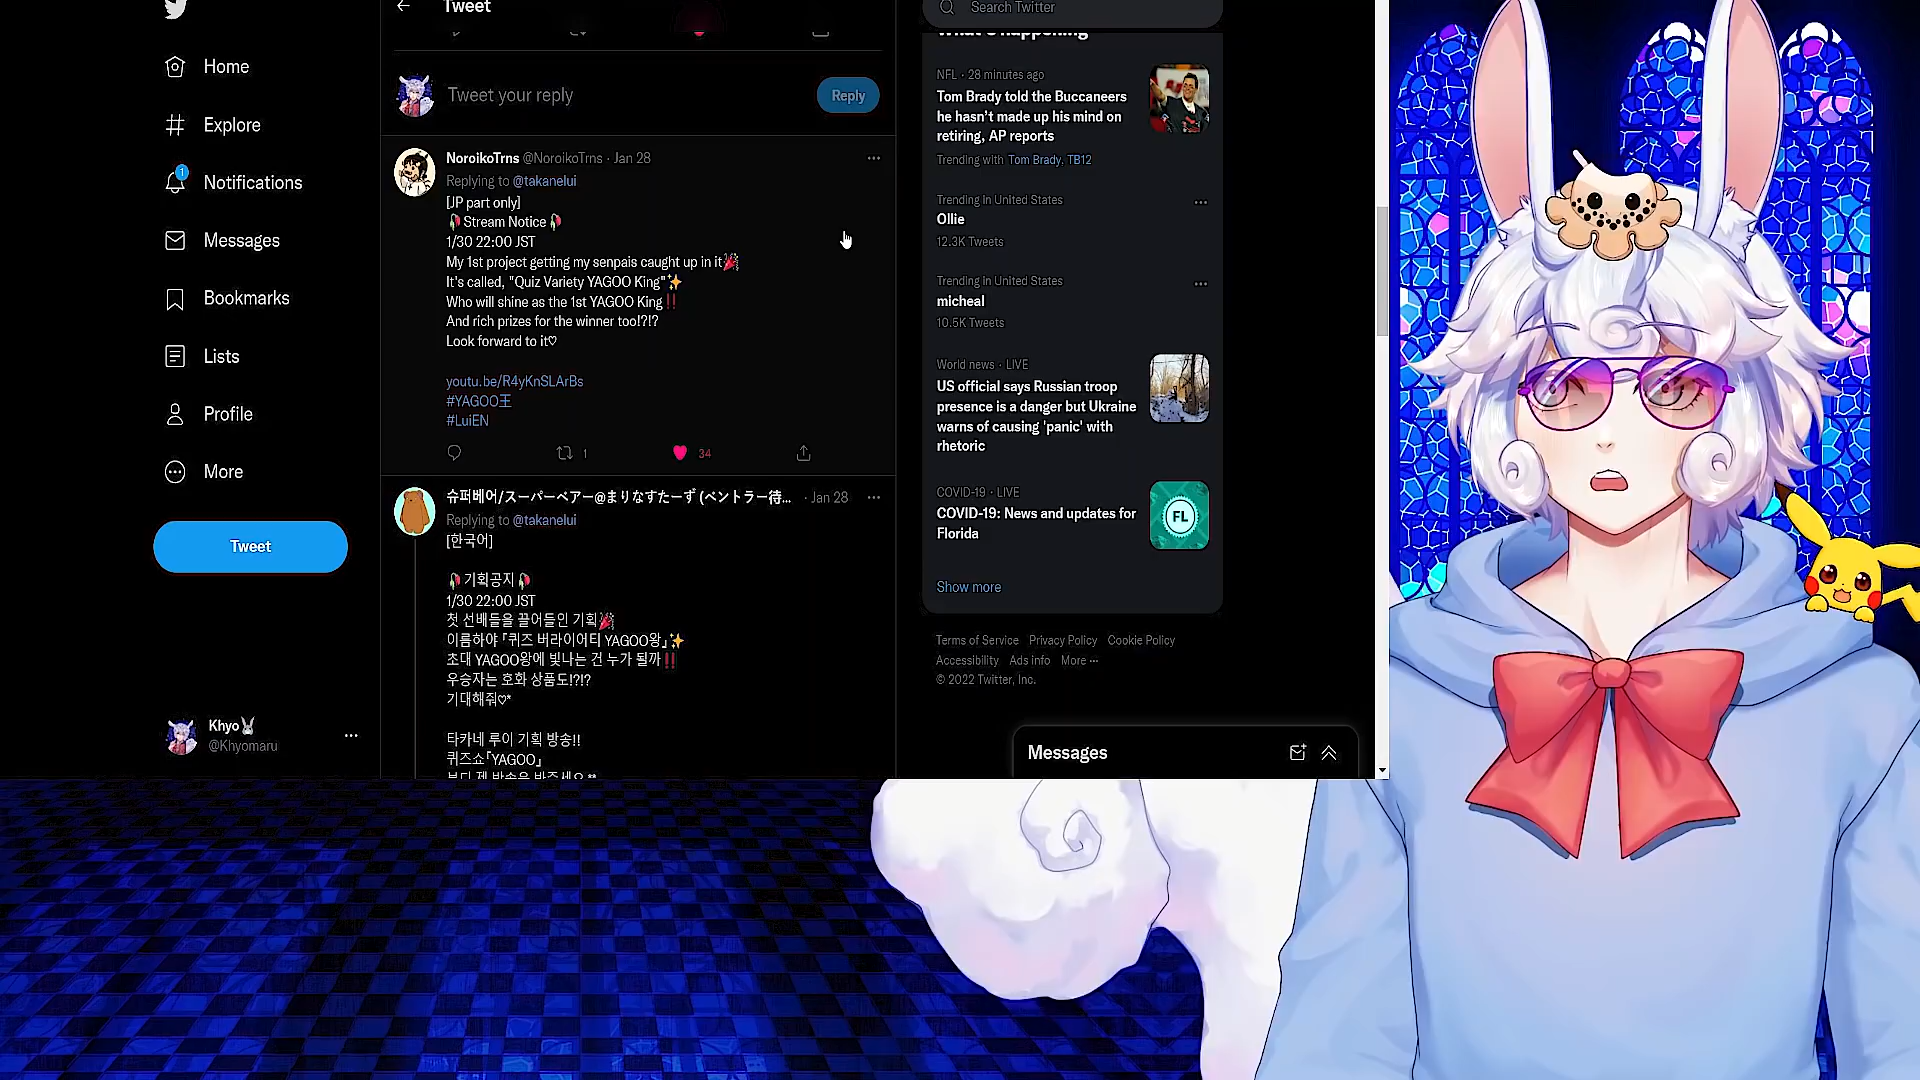 Home
Explore
1
Notifications
Messages
Bookmarks
Lists
Profile
More
Tweet
Khyo🐰
@Khyomaru
Tweet
Tweet your reply
Reply
NoroikoTrns @NoroikoTrns · Jan 28
Replying to @takanelui
[JP part only]
🥀Stream Notice🥀
1/30 22:00 JST
My 1st project getting my senpais caught up in it🎉
It's called, "Quiz Variety YAGOO King"✨
Who will shine as the 1st YAGOO King‼
And rich prizes for the winner too!?!?
Look forward to it♡
youtu.be/R4yKnSLArBs
#YAGOO王
#LuiEN
1
34
슈퍼베어/スーパーベアー@まりなすたーず (ベントラー待... · Jan 28
Replying to @takanelui
[한국어]
🥀기획공지🥀
1/30 22:00 JST
첫 선배들을 끌어들인 기획🎉
이름하야 「퀴즈 버라이어티 YAGOO왕」✨
초대 YAGOO왕에 빛나는 건 누가 될까‼
우승자는 호화 상품도!?!?
기대해줘♡*
타카네 루이 기획 방송!!
퀴즈쇼「YAGOO」
Search Twitter
What's happening
NFL · 28 minutes ago
Tom Brady told the Buccaneers
he hasn't made up his mind on
retiring, AP reports
Trending with Tom Brady, TB12
Trending in United States
Ollie
12.3K Tweets
Trending in United States
micheal
10.5K Tweets
World news · LIVE
US official says Russian troop
presence is a danger but Ukraine
warns of causing 'panic' with
rhetoric
COVID-19 · LIVE
COVID-19: News and updates for
Florida
FL
Show more
Terms of Service Privacy Policy Cookie Policy
Accessibility Ads info More ···
© 2022 Twitter, Inc.
Messages